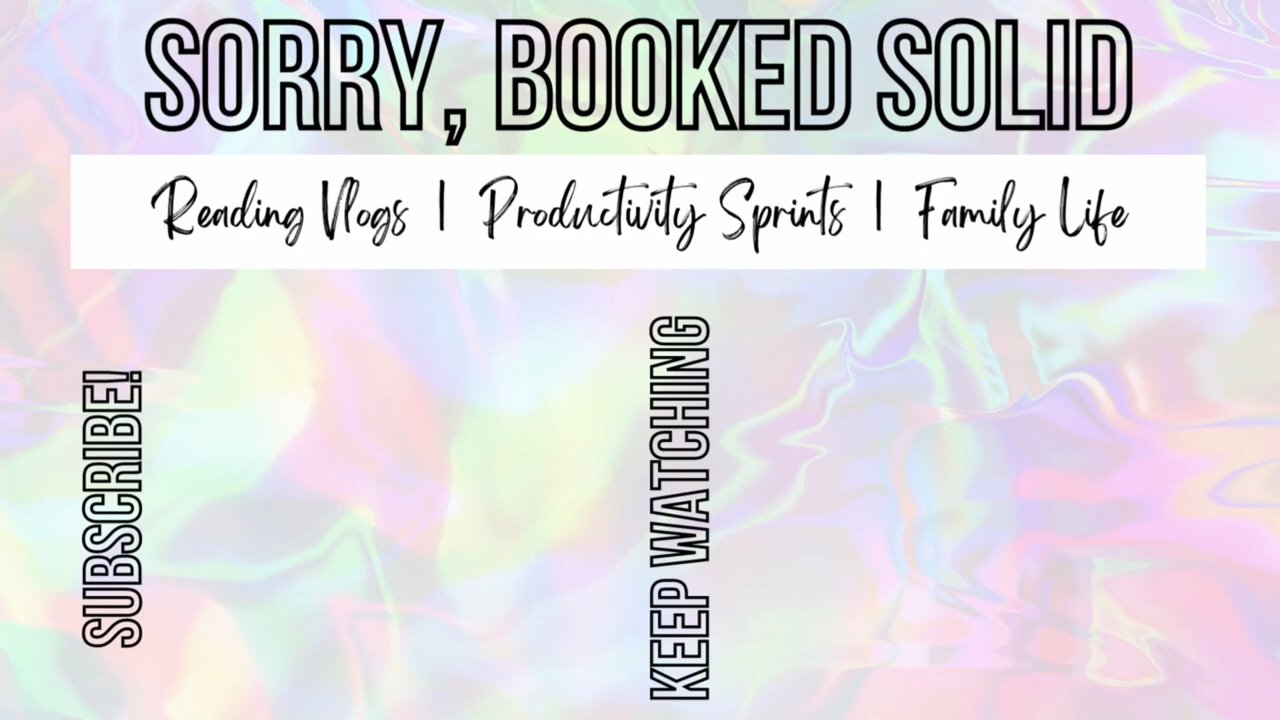 SORRY, BOOKED SOLID
Reading Vlogs | Productivity Sprints | Family Life
SUBSCRIBE!
KEEP WATCHING